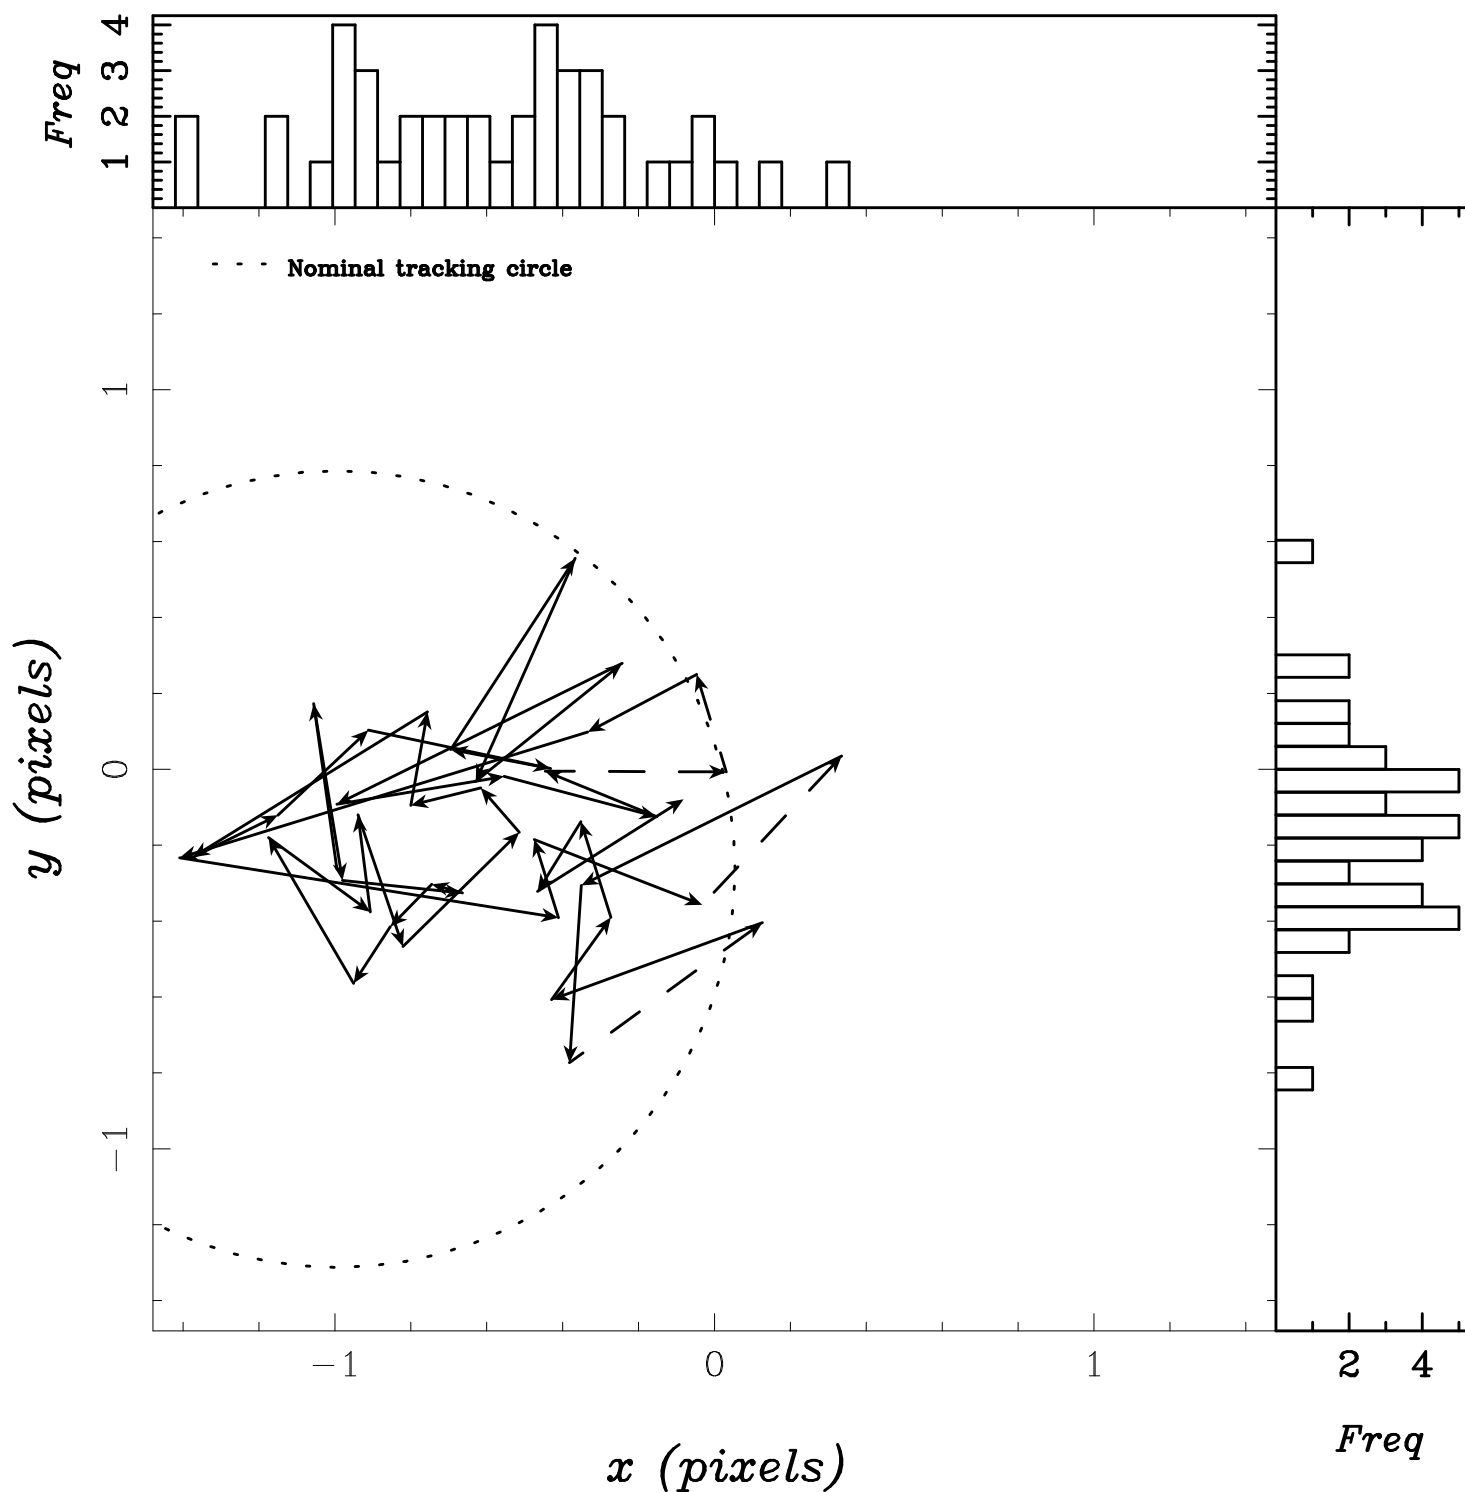 Freq
1 2 3 4
Nominal tracking circle
y (pixels)
1
0
−1
−1 0 1
2 4
x (pixels)
Freq